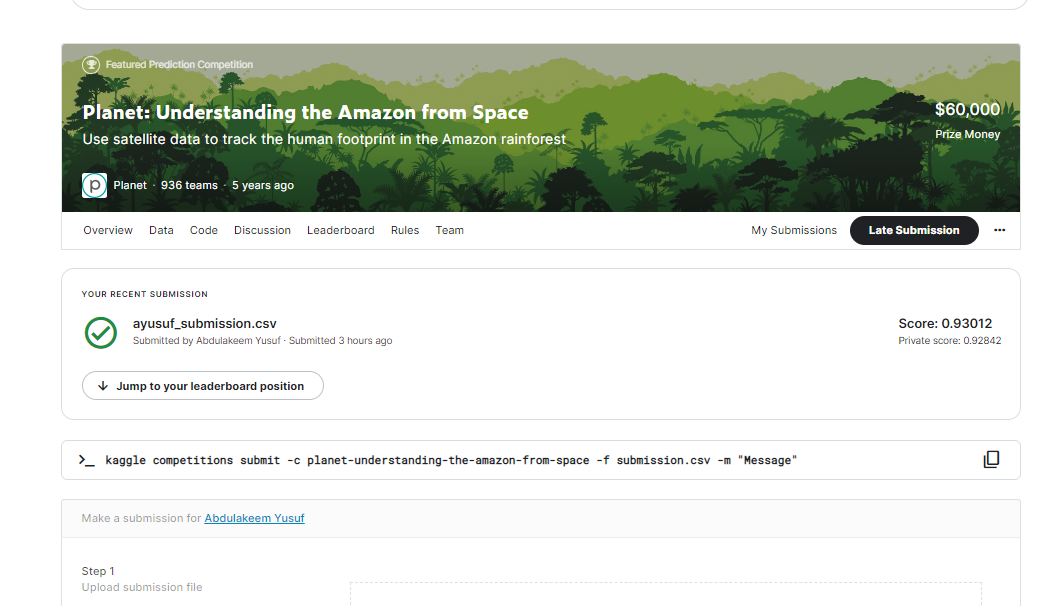 Featured Prediction Competition
Planet: Understanding the Amazon from Space
$60,000
Use satellite data to track the human footprint in the Amazon rainforest
Prize Money
p Planet · 936 teams · 5 years ago
Overview Data Code Discussion Leaderboard Rules Team My Submissions Late Submission ...
YOUR RECENT SUBMISSION
ayusuf_submission.csv Score: 0.93012
Submitted by Abdulakeem Yusuf · Submitted 3 hours ago Private score: 0.92842
Jump to your leaderboard position
>_ kaggle competitions submit -c planet-understanding-the-amazon-from-space -f submission.csv -m "Message"
Make a submission for Abdulakeem Yusuf
Step 1
Upload submission file